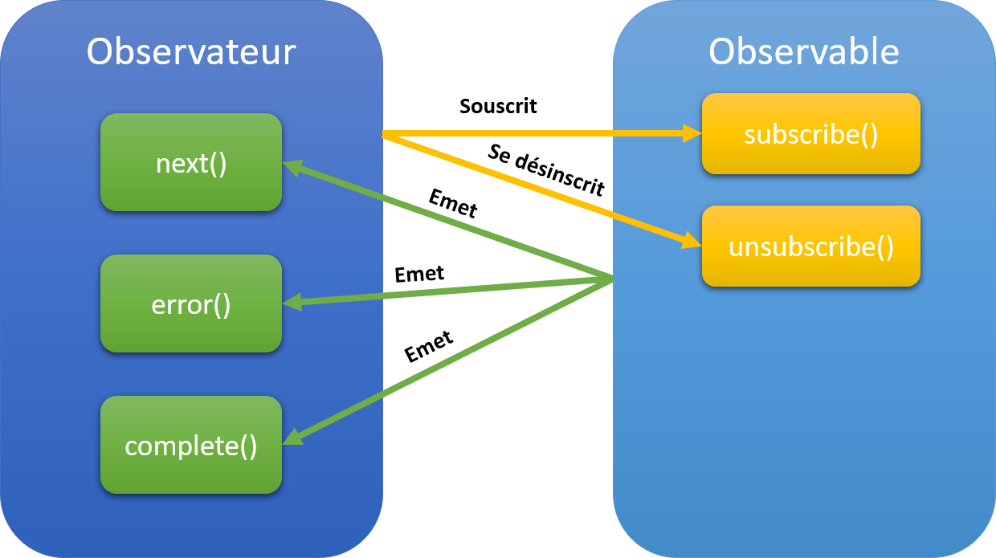 Observateur
Observable
Souscrit
subscribe()
next()
Se désinscrit
Emet
unsubscribe()
Emet
error()
Emet
complete()